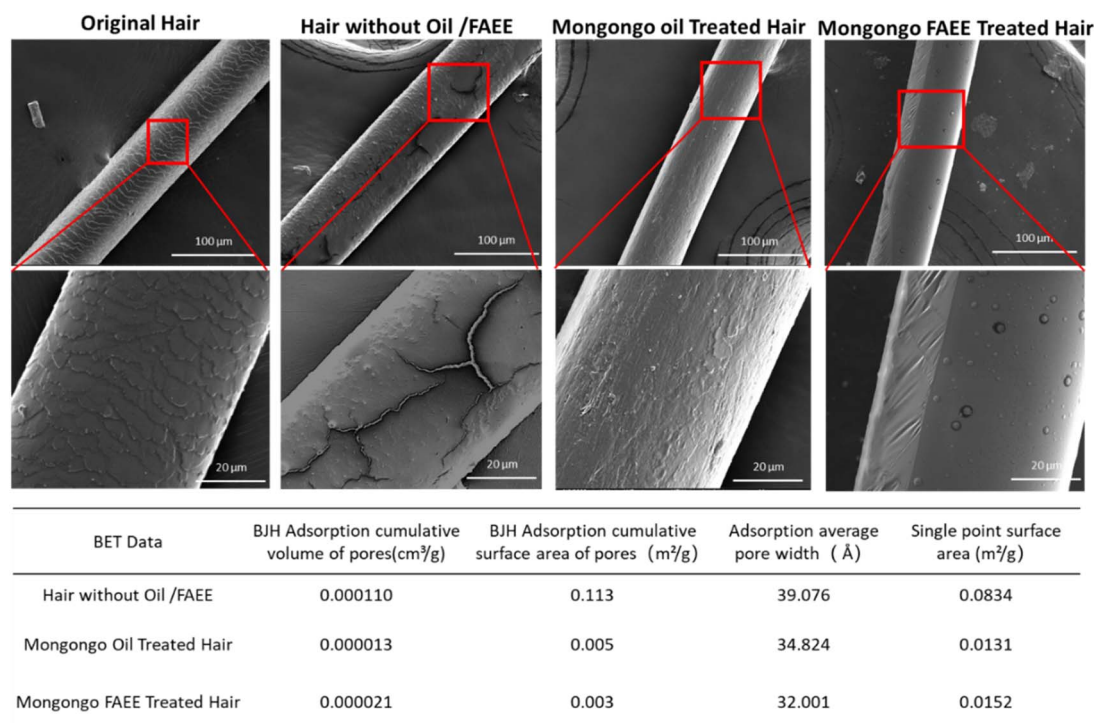 Original Hair
Hair without Oil /FAEE
Mongongo oil Treated Hair
Mongongo FAEE Treated Hair
100 μm
100 μm
100 μm
100 μm
20 μm
20 μm
20 μm
20 μm
BET Data
BJH Adsorption cumulative
volume of pores(cm³/g)
BJH Adsorption cumulative
surface area of pores (m²/g)
Adsorption average
pore width ( Å)
Single point surface
area (m²/g)
Hair without Oil /FAEE 0.000110 0.113 39.076 0.0834
Mongongo Oil Treated Hair 0.000013 0.005 34.824 0.0131
Mongongo FAEE Treated Hair 0.000021 0.003 32.001 0.0152